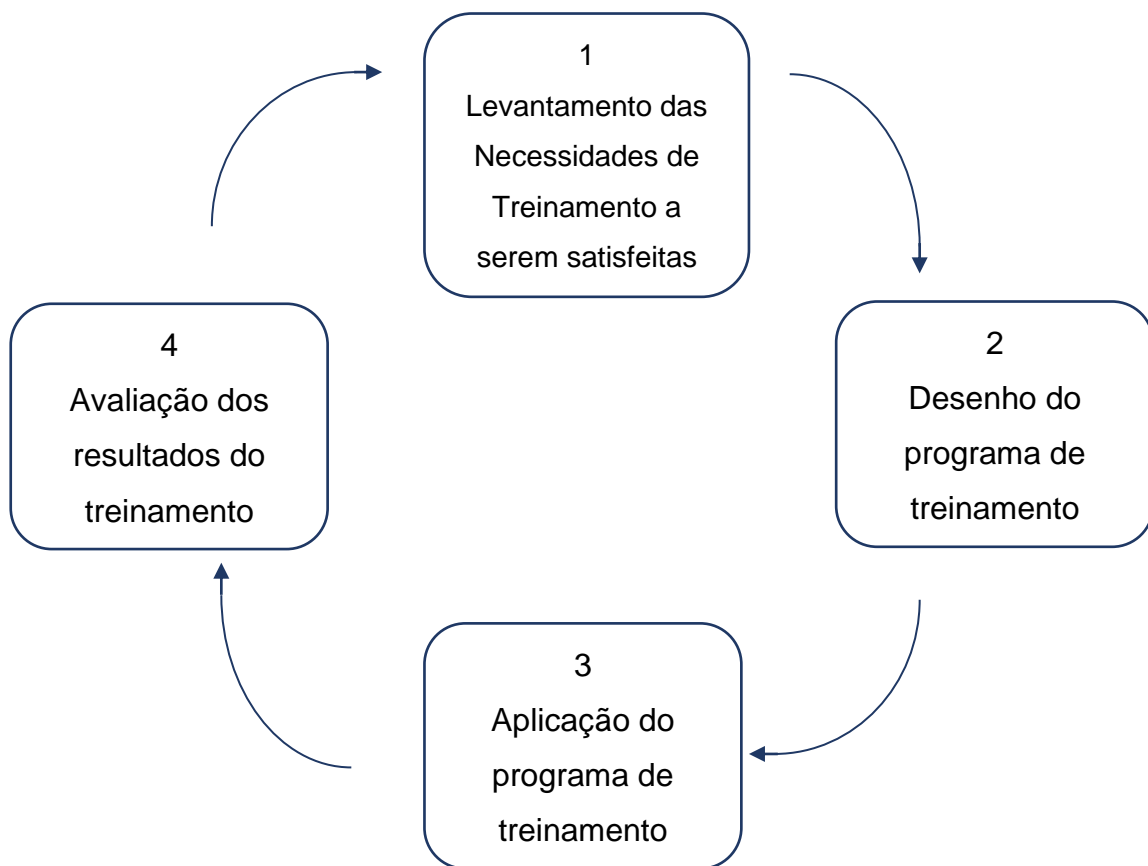 1
Levantamento das
Necessidades de
Treinamento a
serem satisfeitas
2
Desenho do
programa de
treinamento
3
Aplicação do
programa de
treinamento
4
Avaliação dos
resultados do
treinamento